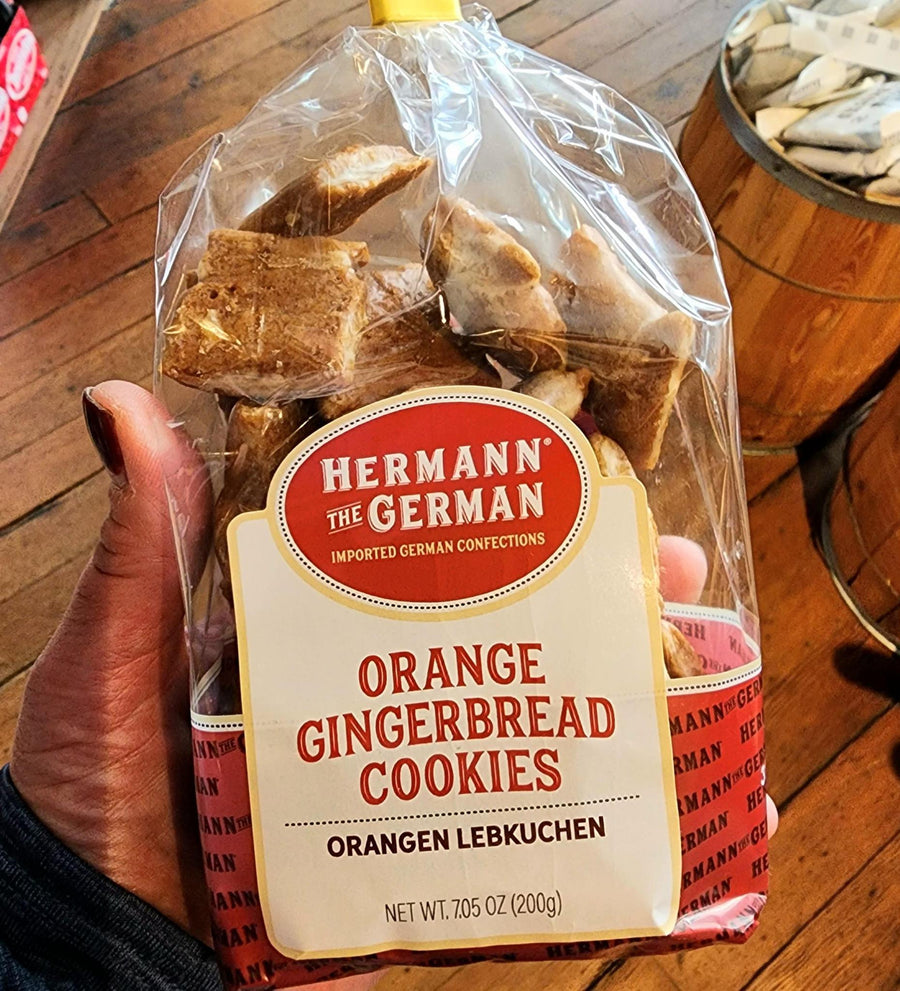 HERMANN®
THE GERMAN
IMPORTED GERMAN CONFECTIONS
ORANGE
GINGERBREAD
COOKIES
ORANGEN LEBKUCHEN
NET WT. 7.05 OZ (200g)